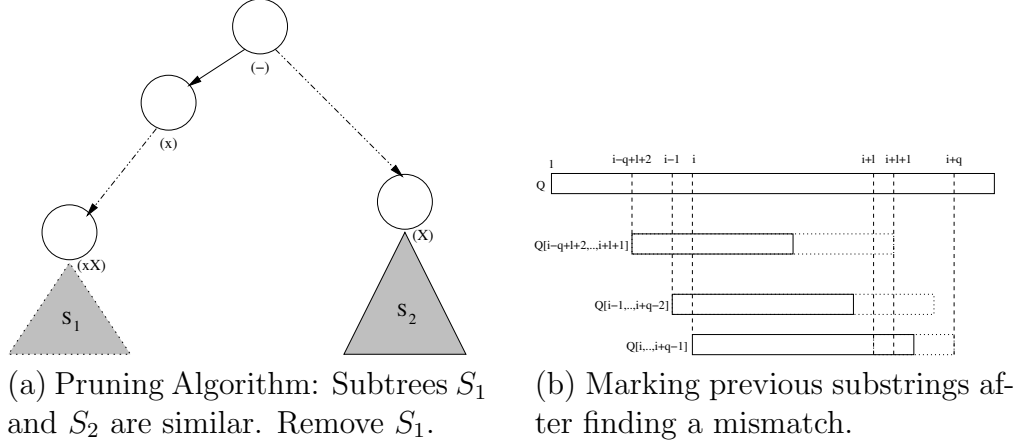 (−)
(x)
(xX)
(X)
S1
S2
(a) Pruning Algorithm: Subtrees S1
and S2 are similar. Remove S1.
1 i−q+l+2 i−1 i i+l i+l+1 i+q
Q
Q[i−q+l+2,..,i+l+1]
Q[i−1,..,i+q−2]
Q[i,..,i+q−1]
(b) Marking previous substrings af-
ter finding a mismatch.